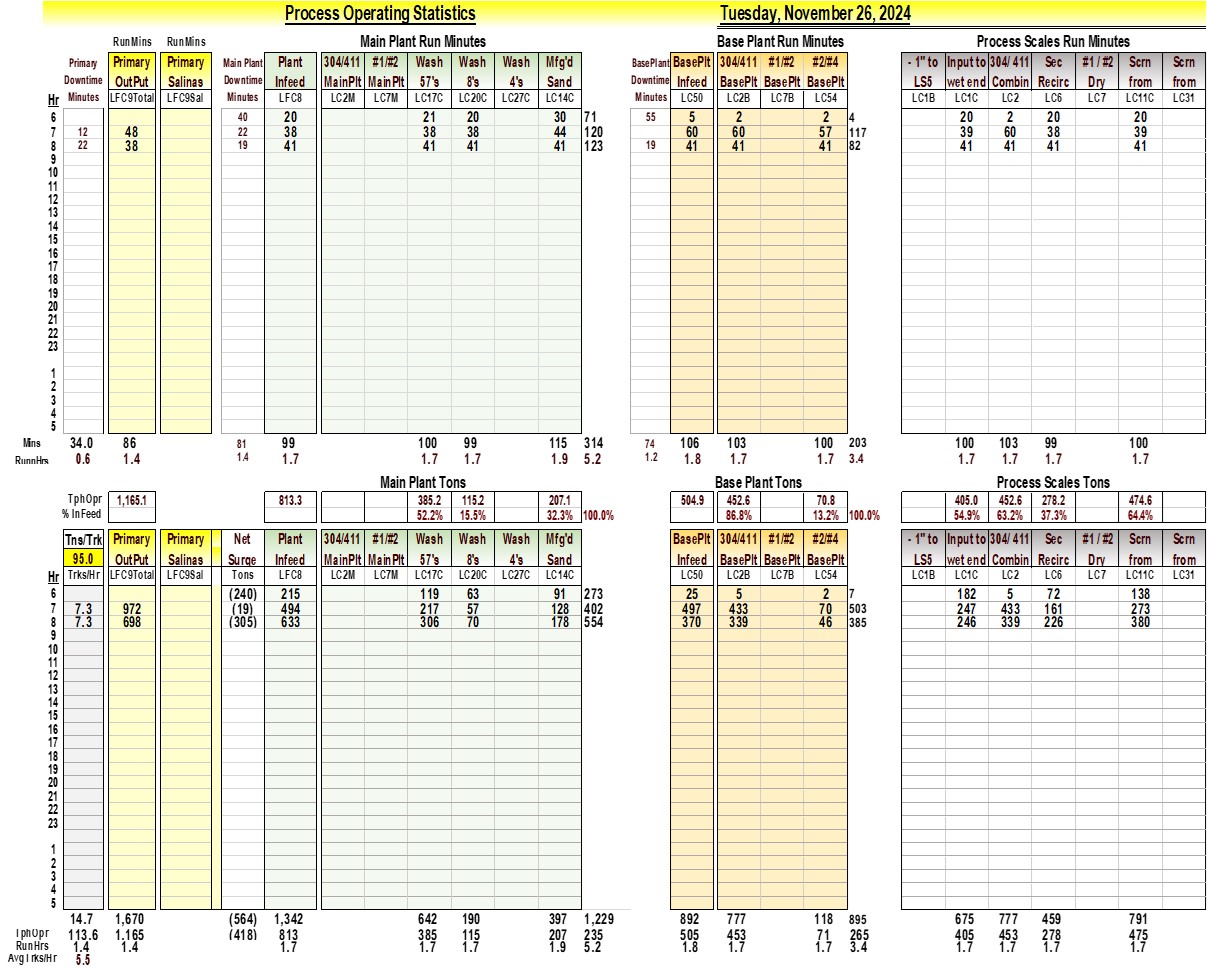 Process Operating Statistics Tuesday, November 26, 2024
RunMins RunMins Main Plant Run Minutes Base Plant Run Minutes Process Scales Run Minutes
Primary Primary Primary Main Plant Plant 304/411 #1/#2 Wash Wash Wash Mfg'd BasePlant BasePlt 304/411 #1/#2 #2/#4 - 1" to Input to 304/ 411 Sec #1 / #2 Scrn Scrn
Downtime OutPut Salinas Downtime Infeed MainPlt MainPlt 57's 8's 4's Sand Downtime Infeed BasePlt BasePlt BasePlt LS5 wet end Combin Recirc Dry from from
Hr Minutes LFC9Total LFC9Sal Minutes LFC8 LC2M LC7M LC17C LC20C LC27C LC14C Minutes LC50 LC2B LC7B LC54 LC1B LC1C LC2 LC6 LC7 LC11C LC31
6 40 20 21 20 30 71 55 5 2 2 4 20 2 20 20
7 12 48 22 38 38 38 44 120 60 60 57 117 39 60 38 39
8 22 38 19 41 41 41 41 123 19 41 41 41 82 41 41 41 41
9
10
11
12
13
14
15
16
17
18
19
20
21
22
23
1
2
3
4
5
Mins 34.0 86 81 99 100 99 115 314 74 106 103 100 203 100 103 99 100
RunnHrs 0.6 1.4 1.4 1.7 1.7 1.7 1.9 5.2 1.2 1.8 1.7 1.7 3.4 1.7 1.7 1.7 1.7
Main Plant Tons Base Plant Tons Process Scales Tons
TphOpr 1,165.1 813.3 385.2 115.2 207.1 504.9 452.6 70.8 405.0 452.6 278.2 474.6
% InFeed 52.2% 15.5% 32.3% 100.0% 86.8% 13.2% 100.0% 54.9% 63.2% 37.3% 64.4%
Tns/Trk Primary Primary Net Plant 304/411 #1/#2 Wash Wash Wash Mfg'd BasePlt 304/411 #1/#2 #2/#4 - 1" to Input to 304/ 411 Sec #1 / #2 Scrn Scrn
95.0 OutPut Salinas Surge Infeed MainPlt MainPlt 57's 8's 4's Sand Infeed BasePlt BasePlt BasePlt LS5 wet end Combin Recirc Dry from from
Hr Trks/Hr LFC9Total LFC9Sal Tons LFC8 LC2M LC7M LC17C LC20C LC27C LC14C LC50 LC2B LC7B LC54 LC1B LC1C LC2 LC6 LC7 LC11C LC31
6 (240) 215 119 63 91 273 25 5 2 7 182 5 72 138
7 7.3 972 (19) 494 217 57 128 402 497 433 70 503 247 433 161 273
8 7.3 698 (305) 633 306 70 178 554 370 339 46 385 246 339 226 380
9
10
11
12
13
14
15
16
17
18
19
20
21
22
23
1
2
3
4
5
14.7 1,670 (564) 1,342 642 190 397 1,229 892 777 118 895 675 777 459 791
TphOpr 113.6 1,165 (418) 813 385 115 207 235 505 453 71 265 405 453 278 475
RunHrs 1.4 1.4 1.7 1.7 1.7 1.9 5.2 1.8 1.7 1.7 3.4 1.7 1.7 1.7 1.7
Avg Trks/Hr 5.5